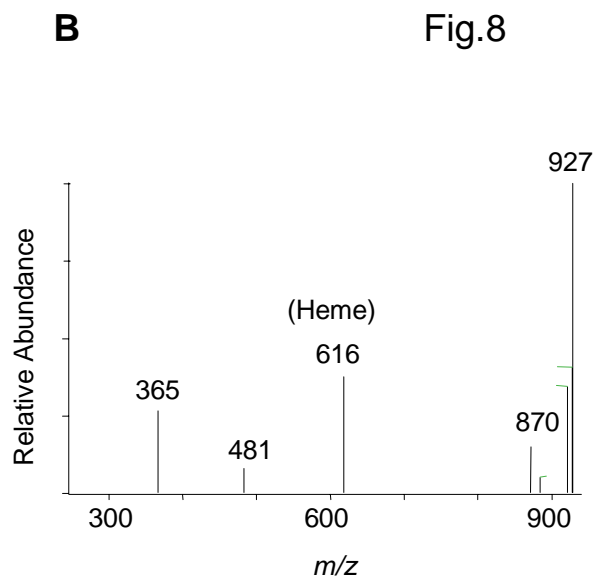 B
Fig.8
927
(Heme)
616
365
870
481
Relative Abundance
300
600
900
m/z